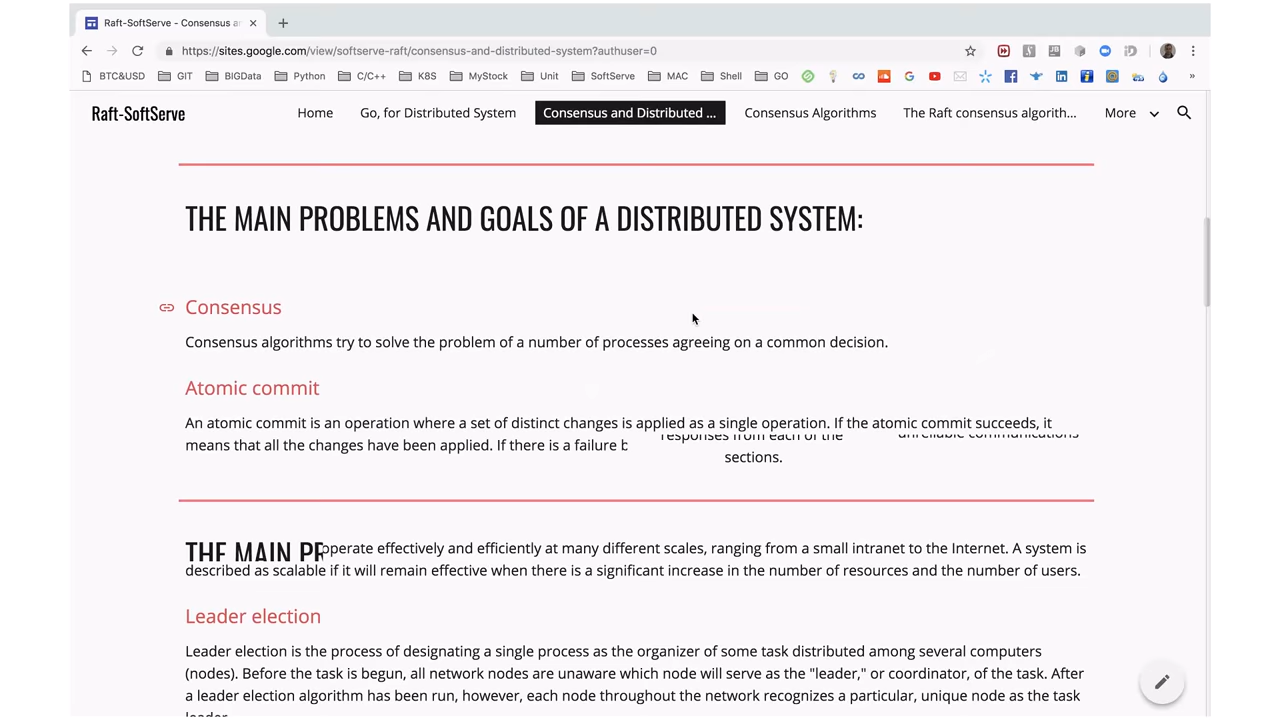 Raft-SoftServe - Consensus ar
https://sites.google.com/view/softserve-raft/consensus-and-distributed-system?authuser=0
BTC&USD GIT BIGData Python C/C++ K8S MyStock Unit SoftServe MAC Shell GO
Raft-SoftServe Home Go, for Distributed System Consensus and Distributed ... Consensus Algorithms The Raft consensus algorith... More
THE MAIN PROBLEMS AND GOALS OF A DISTRIBUTED SYSTEM:
Consensus
Consensus algorithms try to solve the problem of a number of processes agreeing on a common decision.
Atomic commit
An atomic commit is an operation where a set of distinct changes is applied as a single operation. If the atomic commit succeeds, it
means that all the changes have been applied. If there is a failure b
responses from each of the unreliable communications
sections.
THE MAIN PR
operate effectively and efficiently at many different scales, ranging from a small intranet to the Internet. A system is
described as scalable if it will remain effective when there is a significant increase in the number of resources and the number of users.
Leader election
Leader election is the process of designating a single process as the organizer of some task distributed among several computers
(nodes). Before the task is begun, all network nodes are unaware which node will serve as the "leader," or coordinator, of the task. After
a leader election algorithm has been run, however, each node throughout the network recognizes a particular, unique node as the task
leader